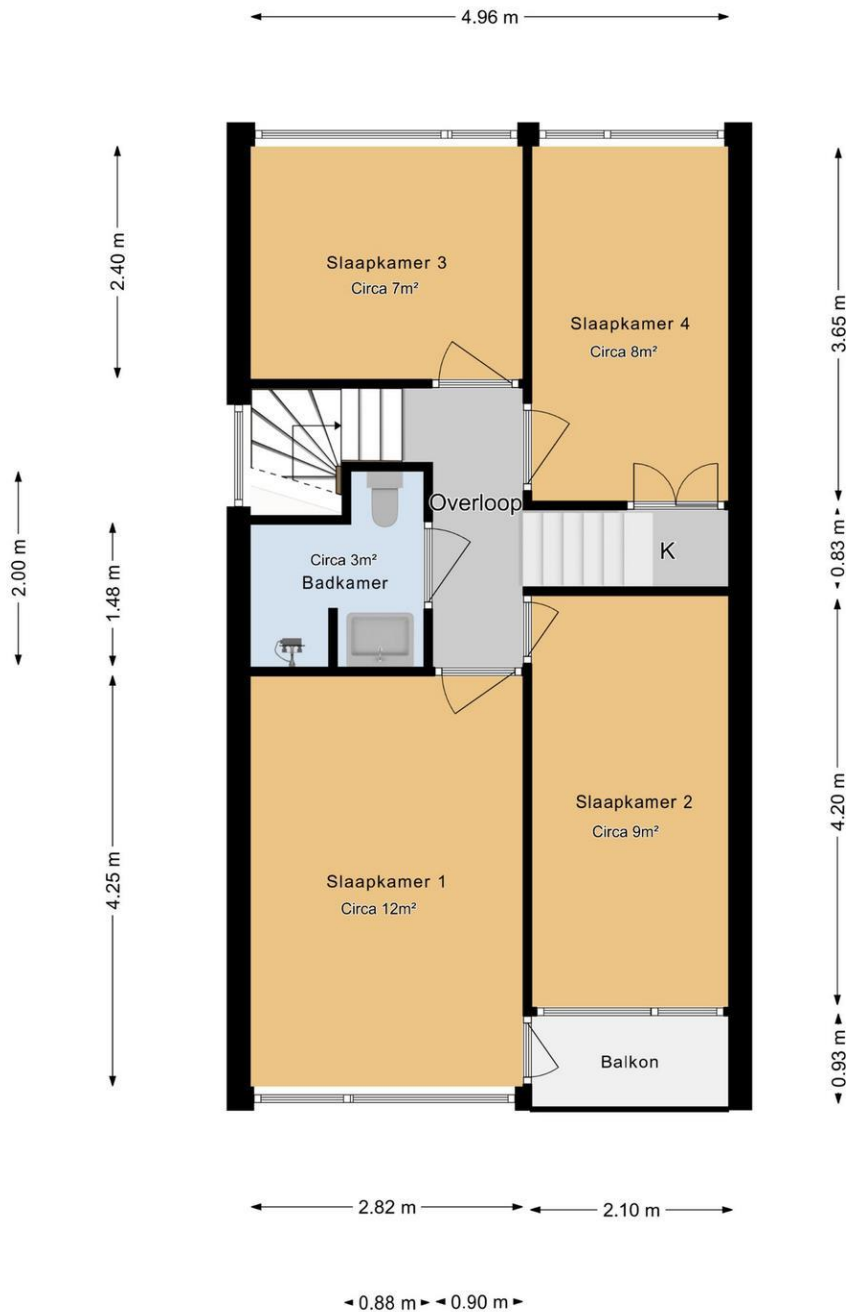 4.96 m
2.40 m
3.65 m
Slaapkamer 3
Circa 7m²
Slaapkamer 4
Circa 8m²
Overloop
2.00 m
1.48 m
0.83 m
Circa 3m²
Badkamer
K
4.25 m
4.20 m
Slaapkamer 2
Circa 9m²
Slaapkamer 1
Circa 12m²
Balkon
0.93 m
2.82 m
2.10 m
0.88 m
0.90 m